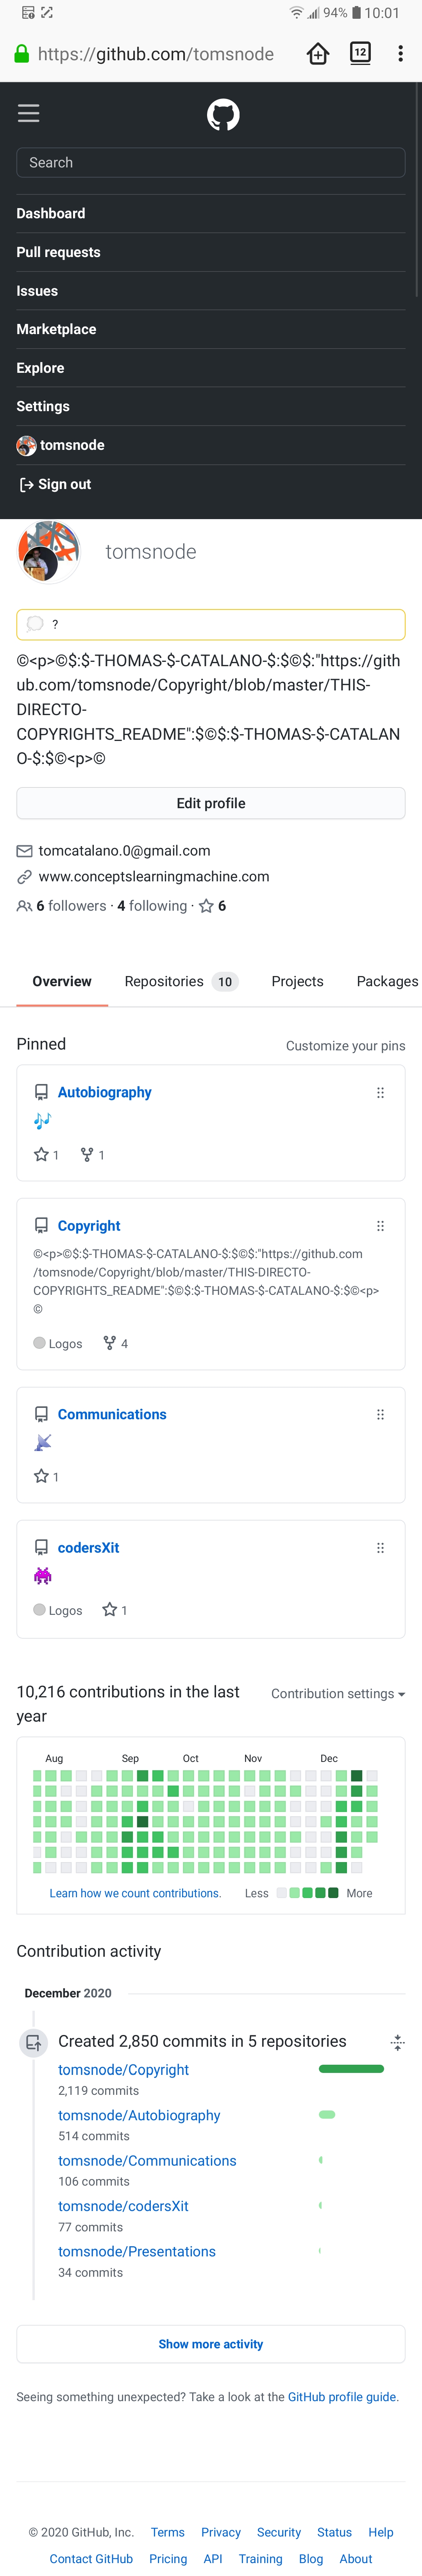 94% 10:01
https://github.com/tomsnode
12
Search
Dashboard
Pull requests
Issues
Marketplace
Explore
Settings
tomsnode
Sign out
tomsnode
?
©<p>©$:$-THOMAS-$-CATALANO-$:$©$:"https://gith
ub.com/tomsnode/Copyright/blob/master/THIS-
DIRECTO-
COPYRIGHTS_README":$©$:$-THOMAS-$-CATALAN
O-$:$©<p>©
Edit profile
tomcatalano.0@gmail.com
www.conceptslearningmachine.com
6 followers · 4 following · 6
Overview Repositories 10 Projects Packages
Pinned Customize your pins
Autobiography
1 1
Copyright
©<p>©$:$-THOMAS-$-CATALANO-$:$©$:"https://github.com
/tomsnode/Copyright/blob/master/THIS-DIRECTO-
COPYRIGHTS_README":$©$:$-THOMAS-$-CATALANO-$:$©<p>
©
Logos 4
Communications
1
codersXit
Logos 1
10,216 contributions in the last
year
Contribution settings
Aug Sep Oct Nov Dec
Learn how we count contributions. Less More
Contribution activity
December 2020
Created 2,850 commits in 5 repositories
tomsnode/Copyright
2,119 commits
tomsnode/Autobiography
514 commits
tomsnode/Communications
106 commits
tomsnode/codersXit
77 commits
tomsnode/Presentations
34 commits
Show more activity
Seeing something unexpected? Take a look at the GitHub profile guide.
© 2020 GitHub, Inc. Terms Privacy Security Status Help
Contact GitHub Pricing API Training Blog About